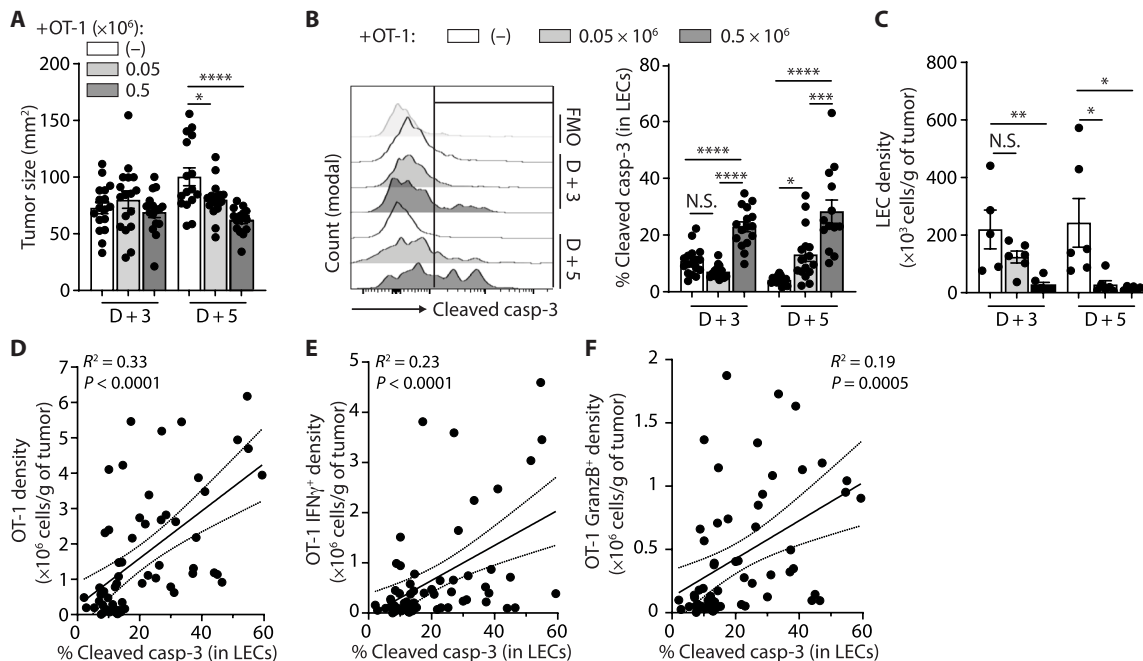 A
+OT-1 (×10⁶):
(–)
0.05
0.5
Tumor size (mm²)
200
150
100
50
0
****
*
D + 3
D + 5
B
+OT-1:
(–)
0.05 × 10⁶
0.5 × 10⁶
Count (modal)
FMO
D + 3
D + 5
Cleaved casp-3
% Cleaved casp-3 (in LECs)
80
60
40
20
0
****
***
****
****
N.S.
*
D + 3
D + 5
C
LEC density
(×10³ cells/g of tumor)
800
600
400
200
0
*
**
*
N.S.
D + 3
D + 5
D
R² = 0.33
P < 0.0001
OT-1 density
(×10⁶ cells/g of tumor)
7
6
5
4
3
2
1
0
0
20
40
60
% Cleaved casp-3 (in LECs)
E
R² = 0.23
P < 0.0001
OT-1 IFNγ⁺ density
(×10⁶ cells/g of tumor)
5
4
3
2
1
0
0
20
40
60
% Cleaved casp-3 (in LECs)
F
R² = 0.19
P = 0.0005
OT-1 GranzB⁺ density
(×10⁶ cells/g of tumor)
2
1.5
1
0.5
0
0
20
40
60
% Cleaved casp-3 (in LECs)